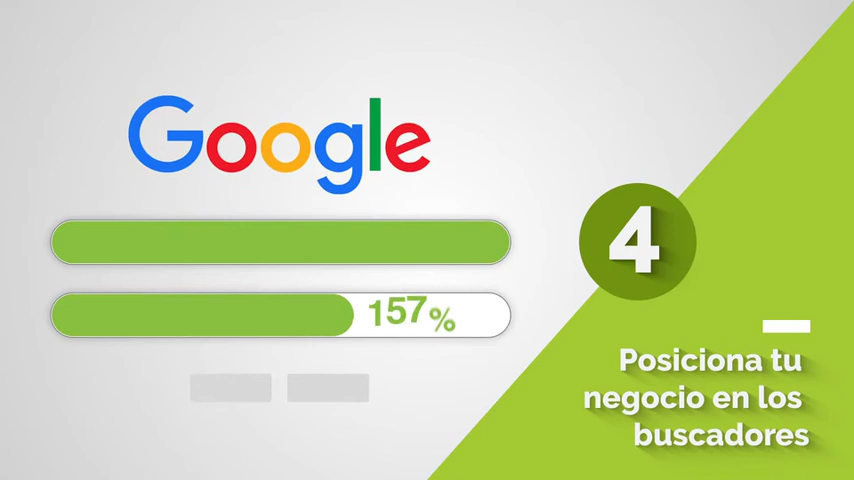 Google
157%
4
Posiciona tu
negocio en los
buscadores